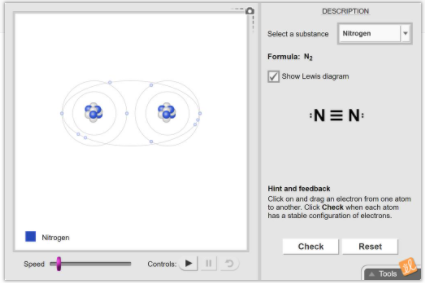 DESCRIPTION
Select a substance Nitrogen
Formula: N₂
Show Lewis diagram
:N ≡ N:
Hint and feedback
Click on and drag an electron from one atom
to another. Click Check when each atom
has a stable configuration of electrons.
Nitrogen
Check Reset
Speed Controls:
Tools